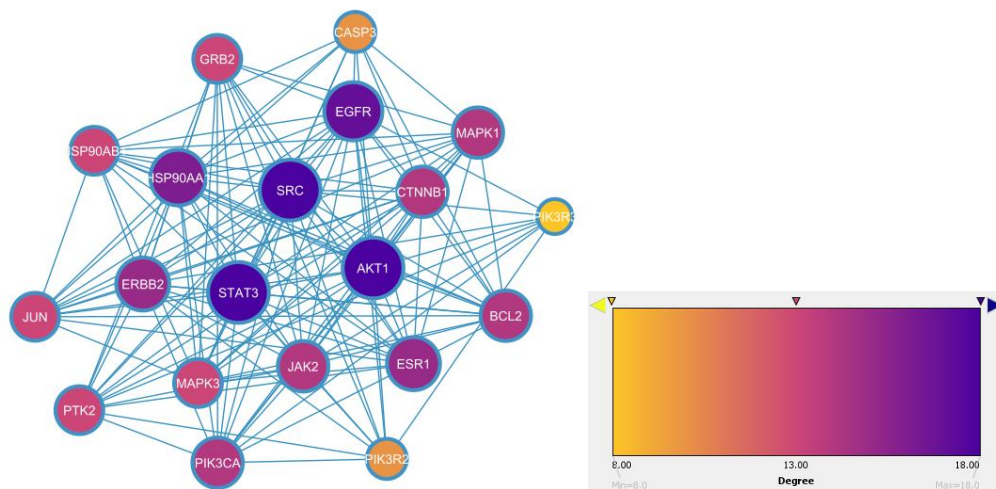 CASP3
GRB2
EGFR
MAPK1
HSP90AB
HSP90AA1
SRC
CTNNB1
PIK3R3
AKT1
ERBB2
STAT3
JUN
BCL2
JAK2
ESR1
MAPK3
PTK2
PIK3CA
PIK3R2
8.00 13.00 18.00
Min=8.0 Degree Max=18.0